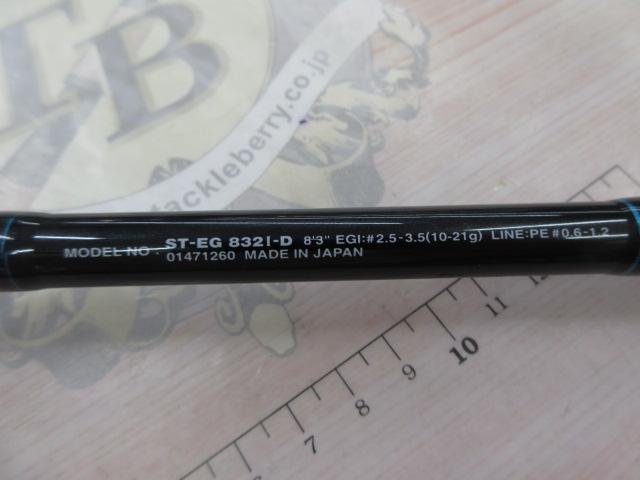 TB
tackleberry.co.jp
MODEL NO : ST-EG 832I-D 8'3" EGI:#2.5-3.5(10-21g) LINE:PE#0.6-1.2
01471260 MADE IN JAPAN
7
8
9
10